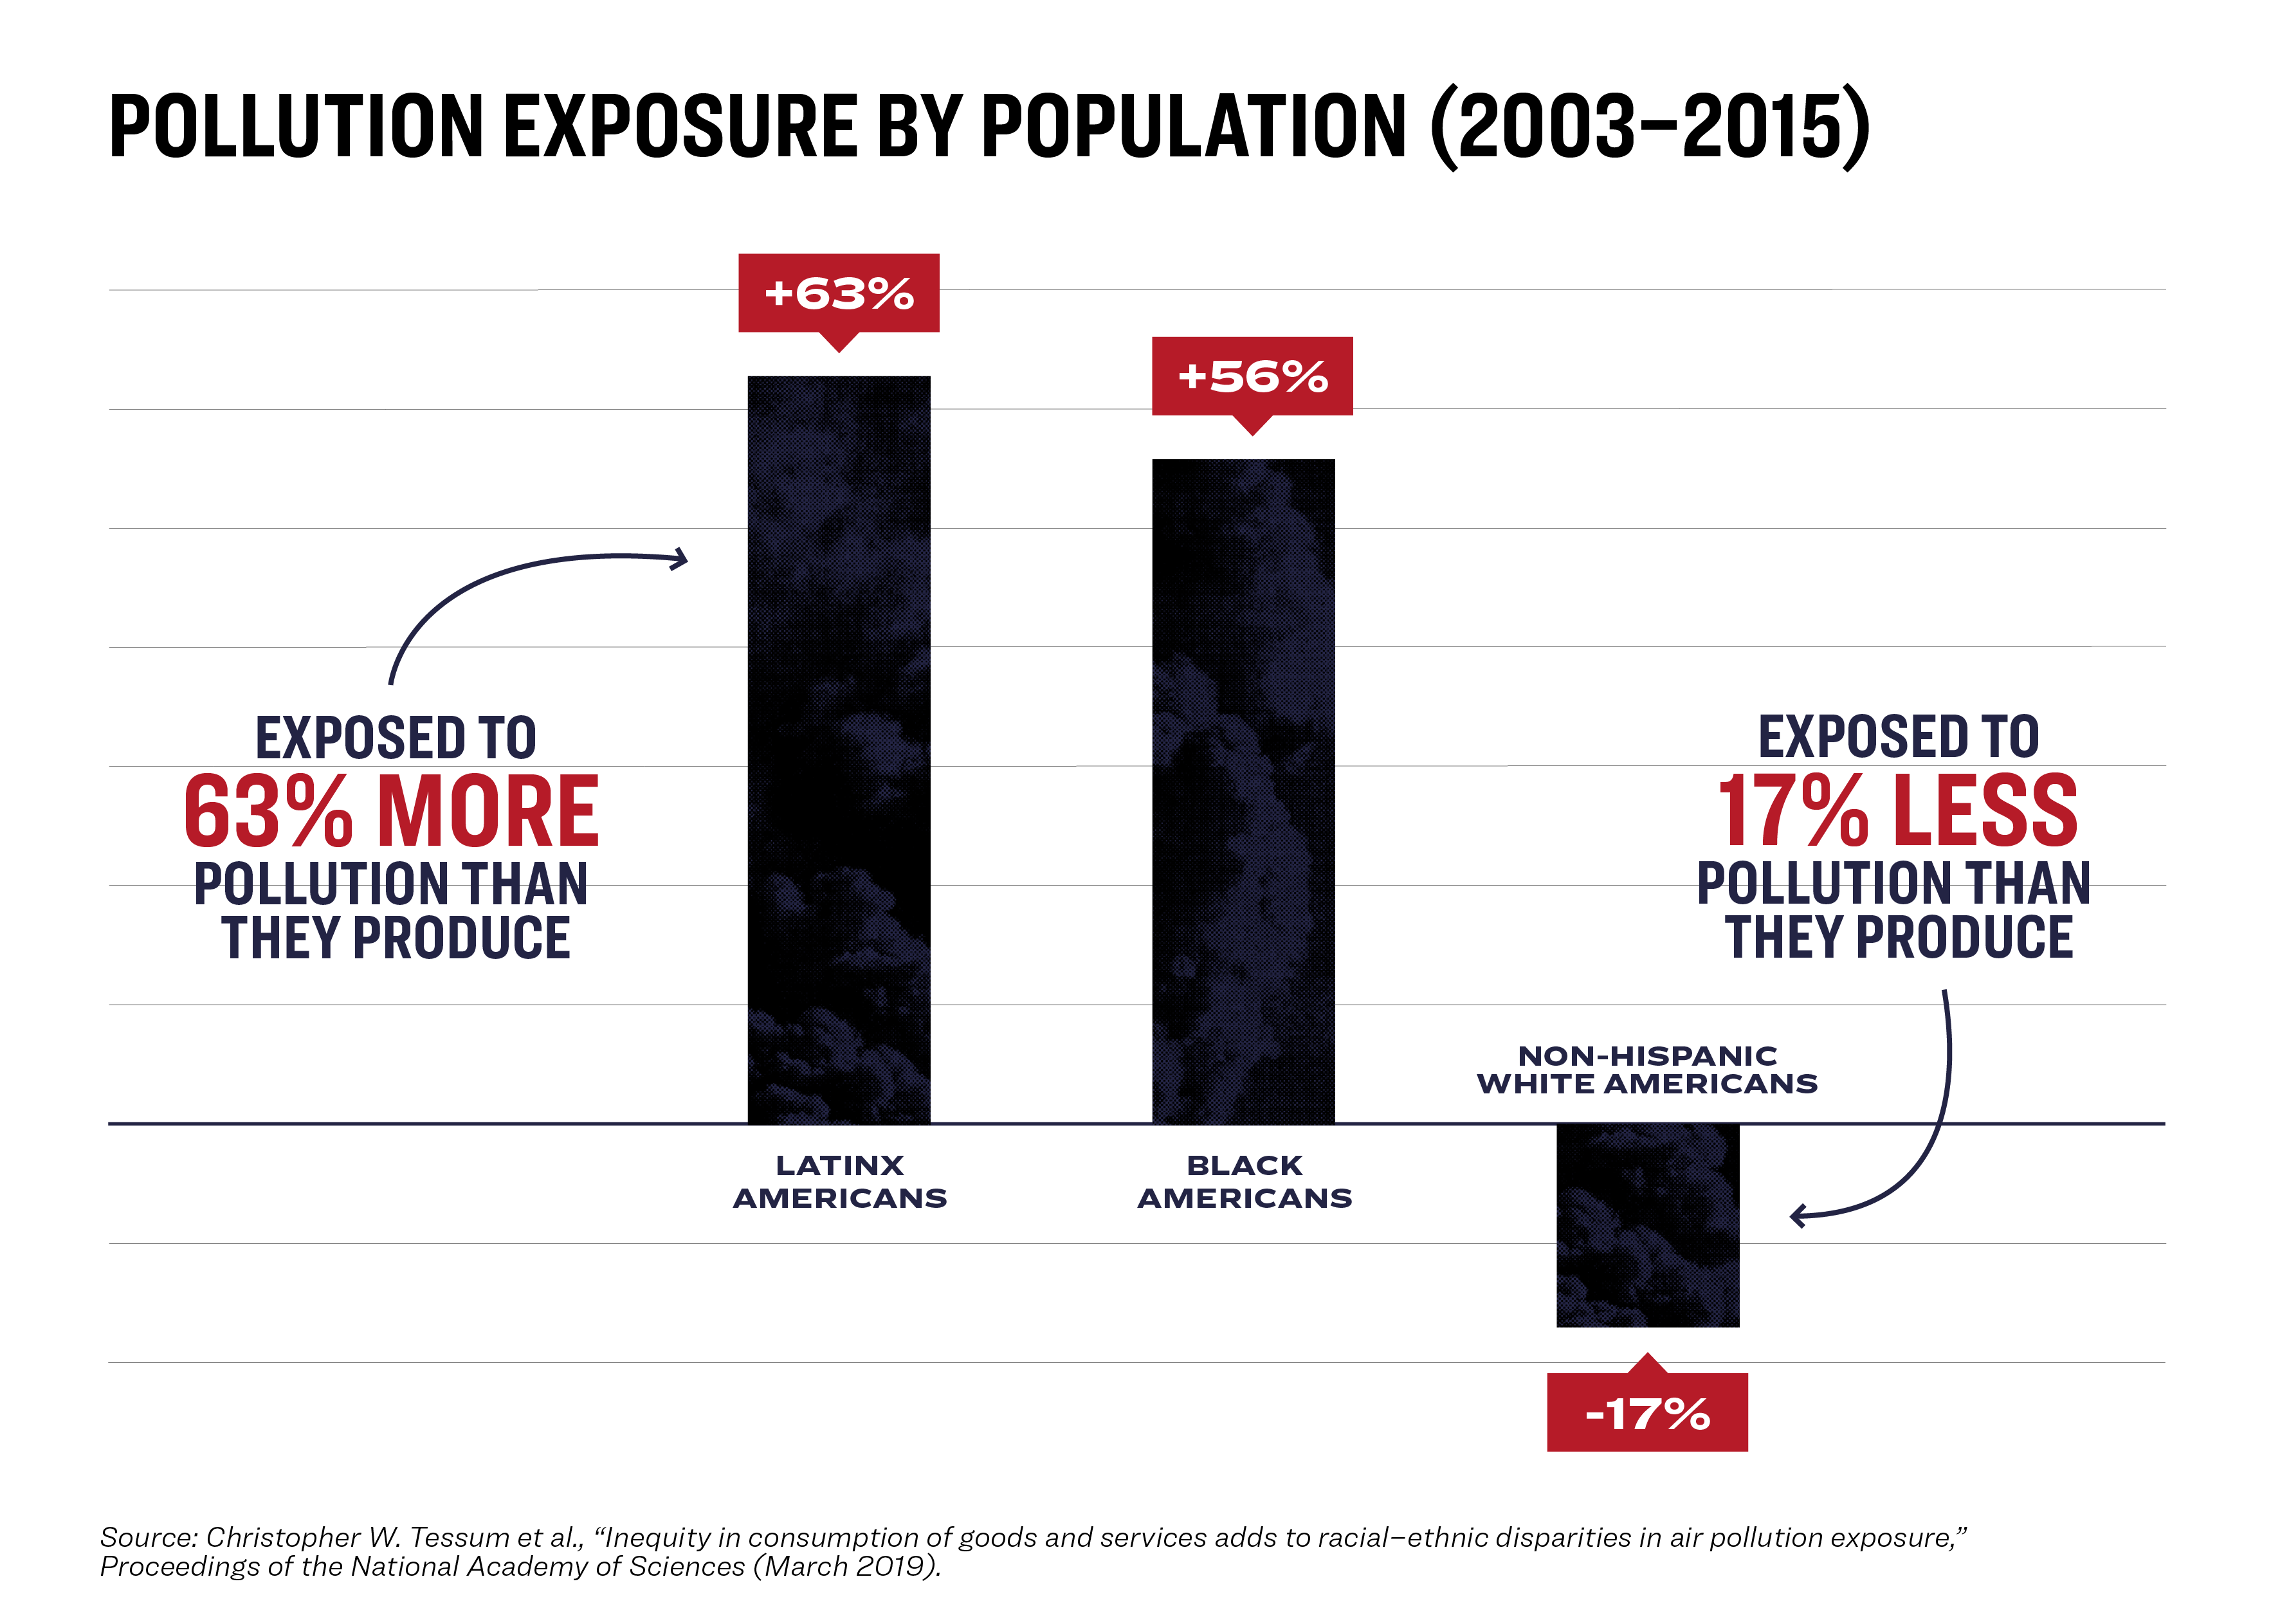 POLLUTION EXPOSURE BY POPULATION (2003–2015)
+63%
+56%
EXPOSED TO
63% MORE
POLLUTION THAN
THEY PRODUCE
EXPOSED TO
17% LESS
POLLUTION THAN
THEY PRODUCE
NON-HISPANIC
WHITE AMERICANS
LATINX
AMERICANS
BLACK
AMERICANS
-17%
Source: Christopher W. Tessum et al., “Inequity in consumption of goods and services adds to racial–ethnic disparities in air pollution exposure,”
Proceedings of the National Academy of Sciences (March 2019).